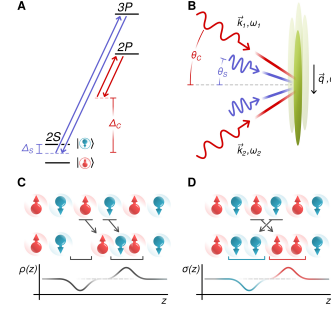 A
3P
2P
2S
|↓⟩
|↑⟩
Δ_S
Δ_C
B
k⃗₁,ω₁
θ_C
θ_S
q⃗,
k⃗₂,ω₂
C
ρ(z)
z
D
σ(z)
z